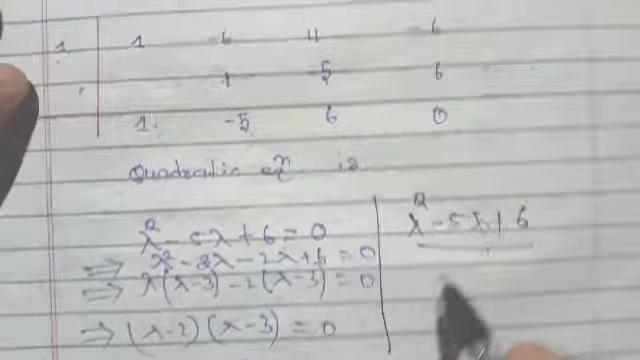 1 | 1 -6 11 -6
1 -5 6
1 -5 6 0
Quadratic eqn is
λ² - 5λ + 6 = 0
⇒ λ² - 3λ - 2λ + 6 = 0
⇒ λ(λ-3) - 2(λ-3) = 0
⇒ (λ-2)(λ-3) = 0
λ² - 5λ + 6